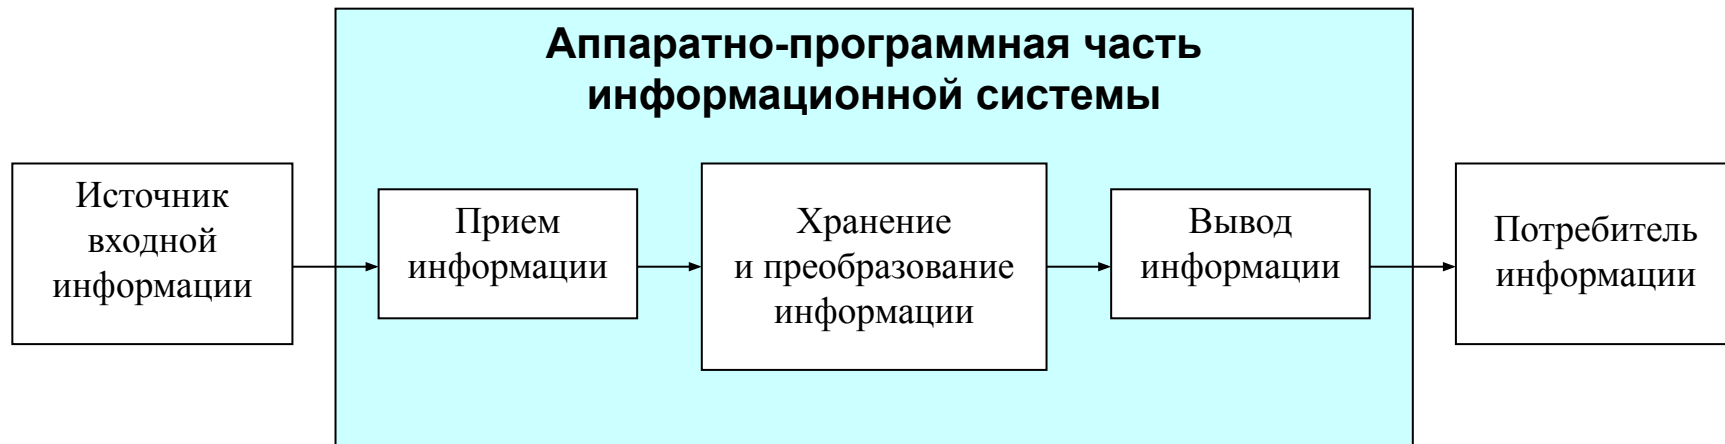 Аппаратно-программная часть
информационной системы
Источник
входной
информации
Прием
информации
Хранение
и преобразование
информации
Вывод
информации
Потребитель
информации